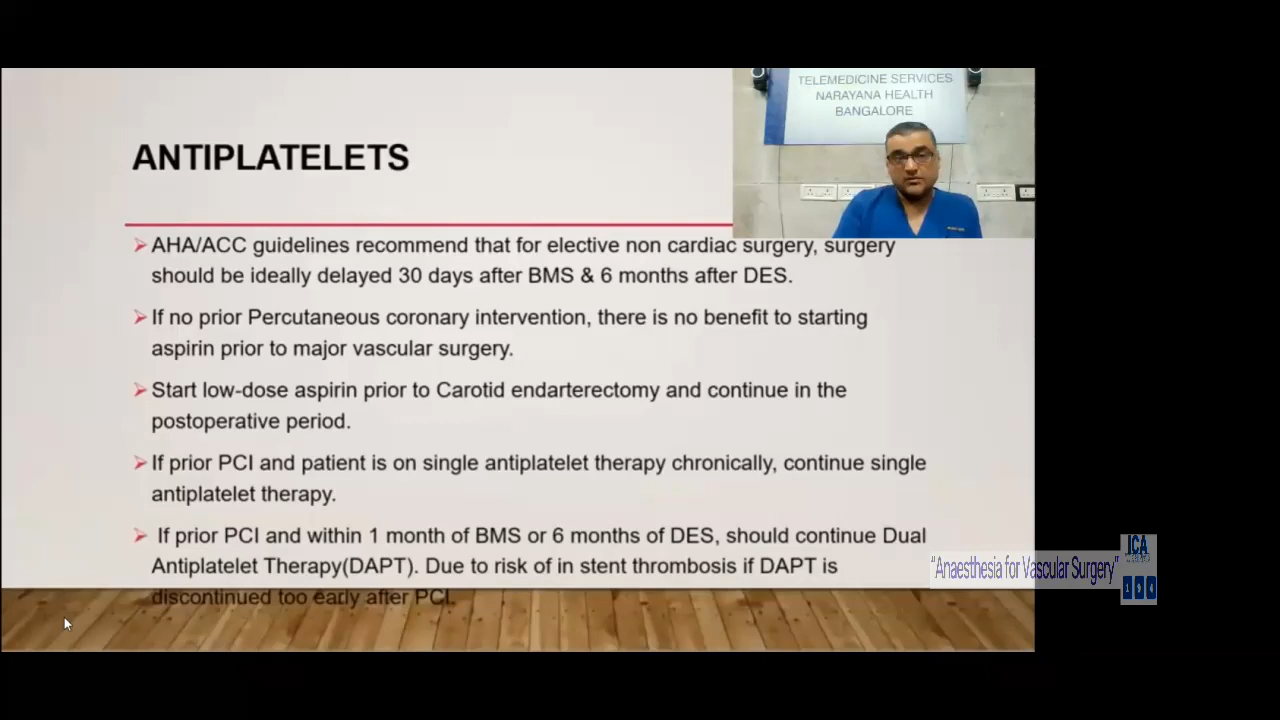 TELEMEDICINE SERVICES
NARAYANA HEALTH
BANGALORE
ANTIPLATELETS
AHA/ACC guidelines recommend that for elective non cardiac surgery, surgery
should be ideally delayed 30 days after BMS & 6 months after DES.
If no prior Percutaneous coronary intervention, there is no benefit to starting
aspirin prior to major vascular surgery.
Start low-dose aspirin prior to Carotid endarterectomy and continue in the
postoperative period.
If prior PCI and patient is on single antiplatelet therapy chronically, continue single
antiplatelet therapy.
If prior PCI and within 1 month of BMS or 6 months of DES, should continue Dual
Antiplatelet Therapy(DAPT). Due to risk of in stent thrombosis if DAPT is
discontinued too early after PCI.
ICA
"Anaesthesia for Vascular Surgery"